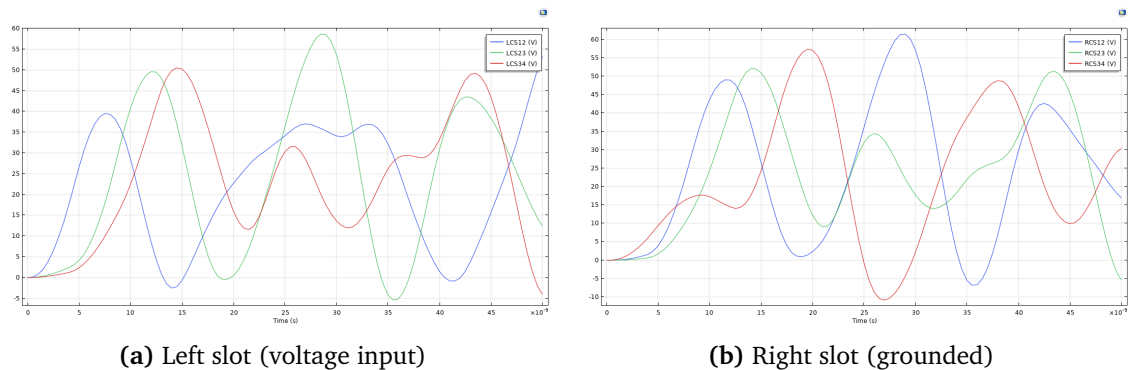 60
55
50
45
40
35
30
25
20
15
10
5
0
-5
0 5 10 15 20 25 30 35 40 45 ×10⁻⁹
Time (s)
LCS12 (V)
LCS23 (V)
LCS34 (V)
(a) Left slot (voltage input)
60
55
50
45
40
35
30
25
20
15
10
5
0
-5
-10
0 5 10 15 20 25 30 35 40 45 ×10⁻⁹
Time (s)
RCS12 (V)
RCS23 (V)
RCS34 (V)
(b) Right slot (grounded)